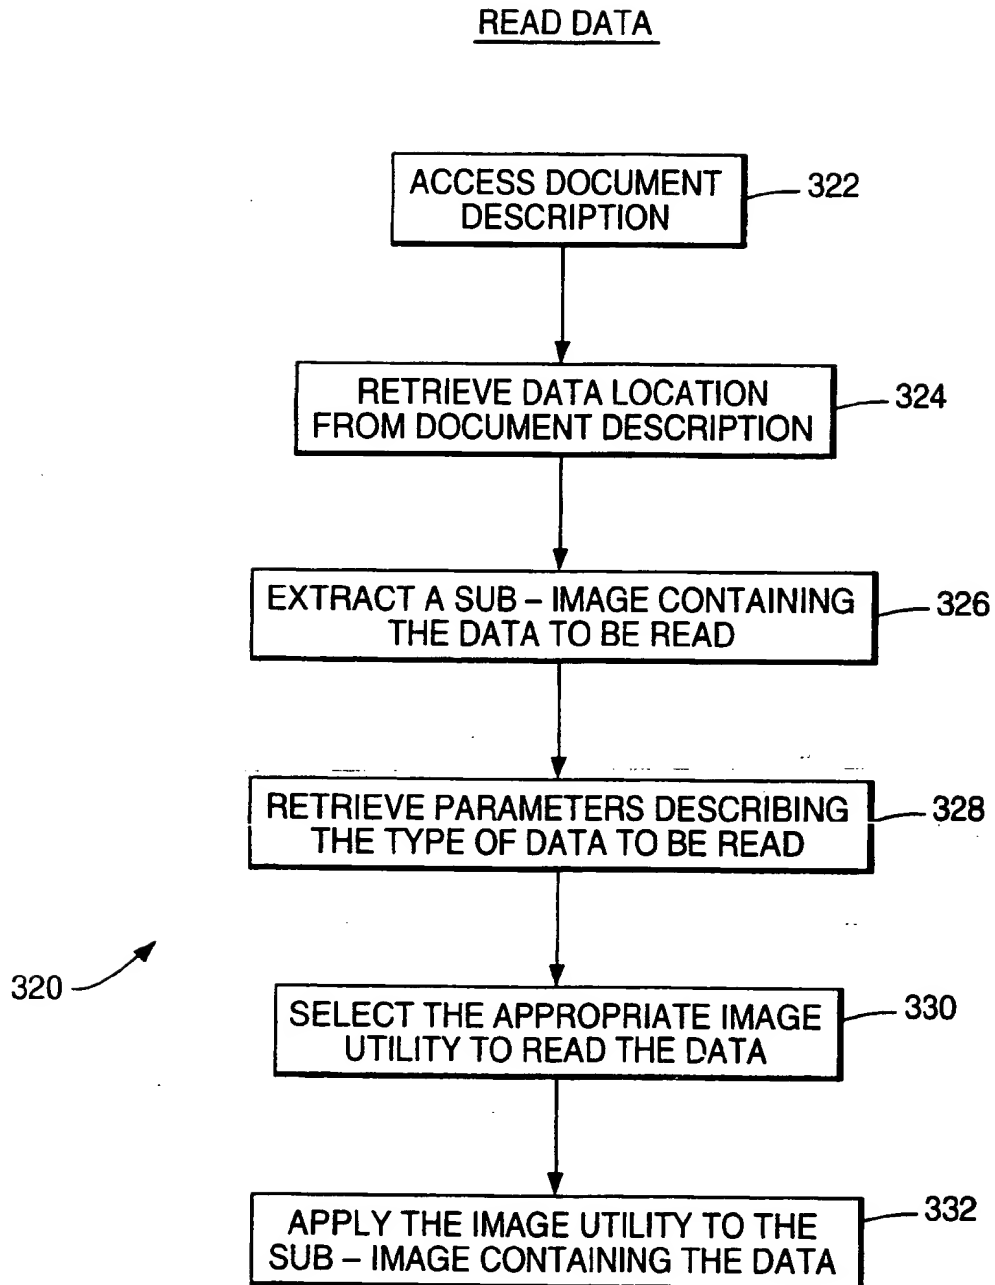 READ DATA
ACCESS DOCUMENT
DESCRIPTION
322
RETRIEVE DATA LOCATION
FROM DOCUMENT DESCRIPTION
324
EXTRACT A SUB – IMAGE CONTAINING
THE DATA TO BE READ
326
RETRIEVE PARAMETERS DESCRIBING
THE TYPE OF DATA TO BE READ
328
320
SELECT THE APPROPRIATE IMAGE
UTILITY TO READ THE DATA
330
APPLY THE IMAGE UTILITY TO THE
SUB – IMAGE CONTAINING THE DATA
332